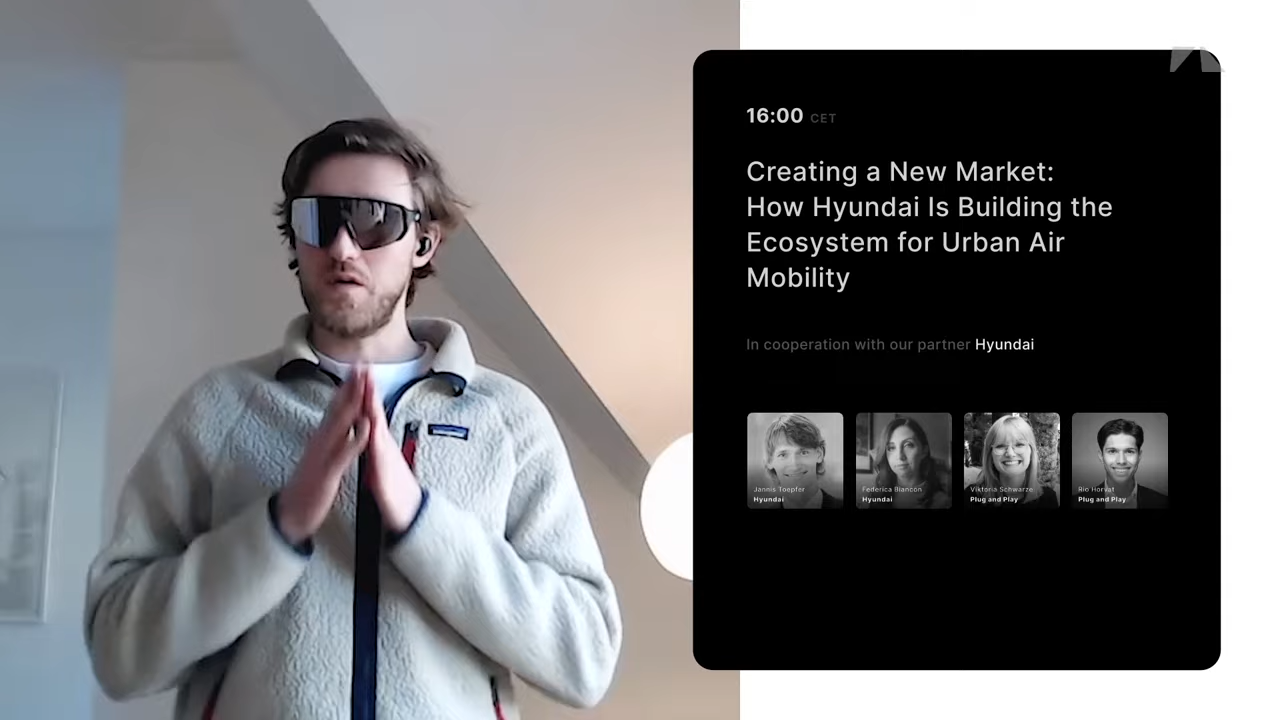 16:00 CET
Creating a New Market:
How Hyundai Is Building the
Ecosystem for Urban Air
Mobility
In cooperation with our partner Hyundai
Jannis Toepfer
Hyundai
Federica Blancon
Hyundai
Viktoria Schwarze
Plug and Play
Rio Horvat
Plug and Play